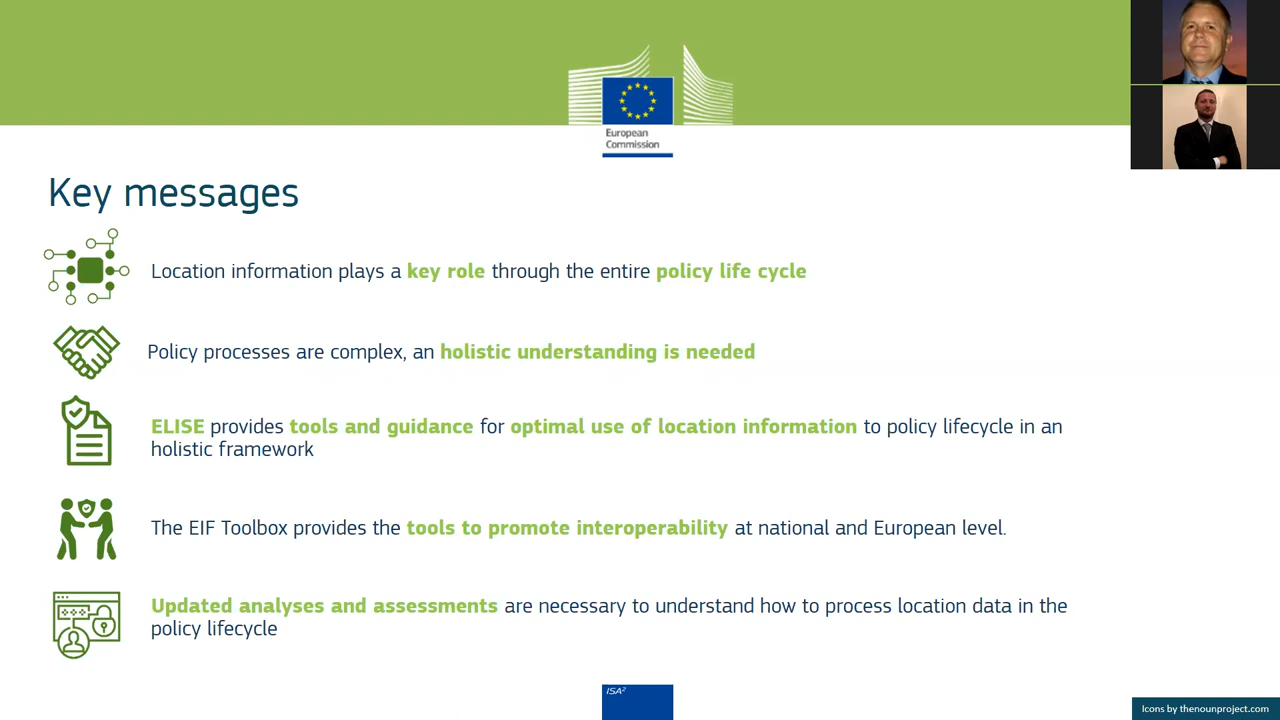 European
Commission
Key messages
Location information plays a key role through the entire policy life cycle
Policy processes are complex, an holistic understanding is needed
ELISE provides tools and guidance for optimal use of location information to policy lifecycle in an
holistic framework
The EIF Toolbox provides the tools to promote interoperability at national and European level.
Updated analyses and assessments are necessary to understand how to process location data in the
policy lifecycle
ISA²
Icons by thenounproject.com